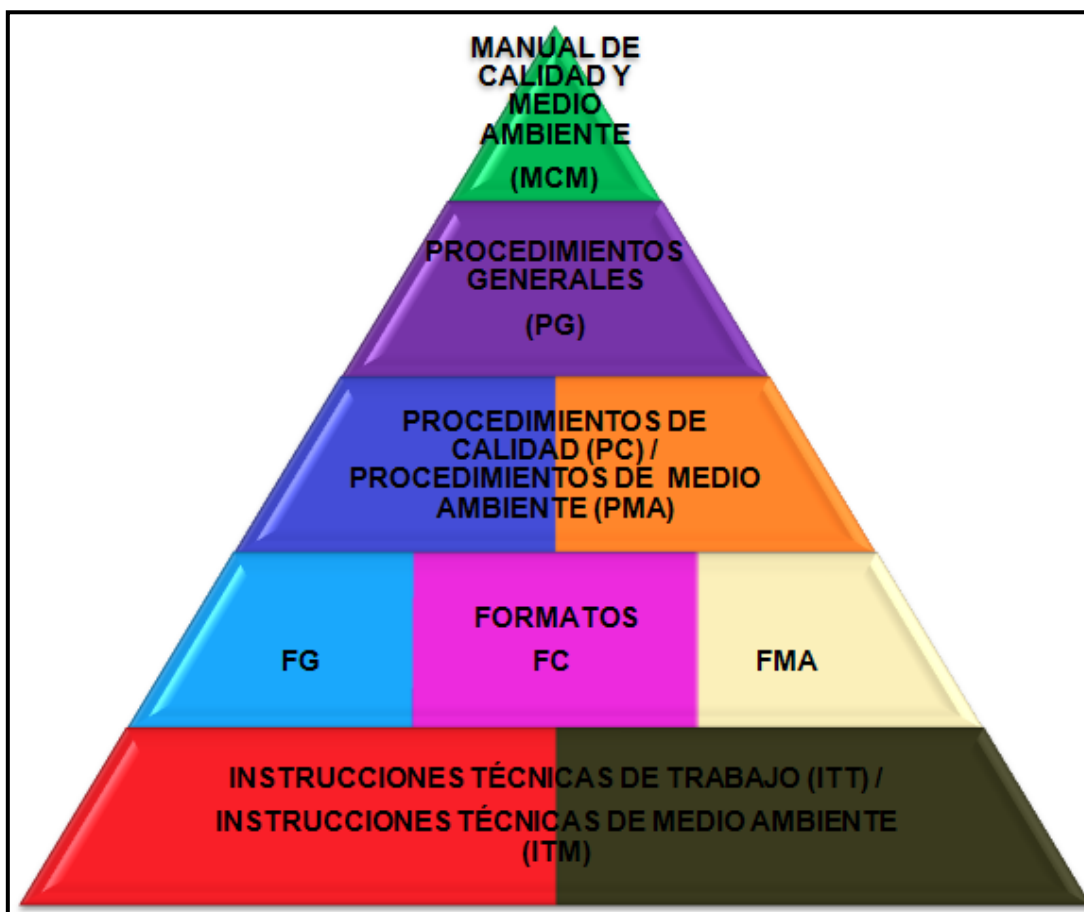 MANUAL DE
CALIDAD Y
MEDIO
AMBIENTE
(MCM)
PROCEDIMIENTOS
GENERALES
(PG)
PROCEDIMIENTOS DE
CALIDAD (PC) /
PROCEDIMIENTOS DE MEDIO
AMBIENTE (PMA)
FORMATOS
FG FC FMA
INSTRUCCIONES TÉCNICAS DE TRABAJO (ITT) /
INSTRUCCIONES TÉCNICAS DE MEDIO AMBIENTE
(ITM)